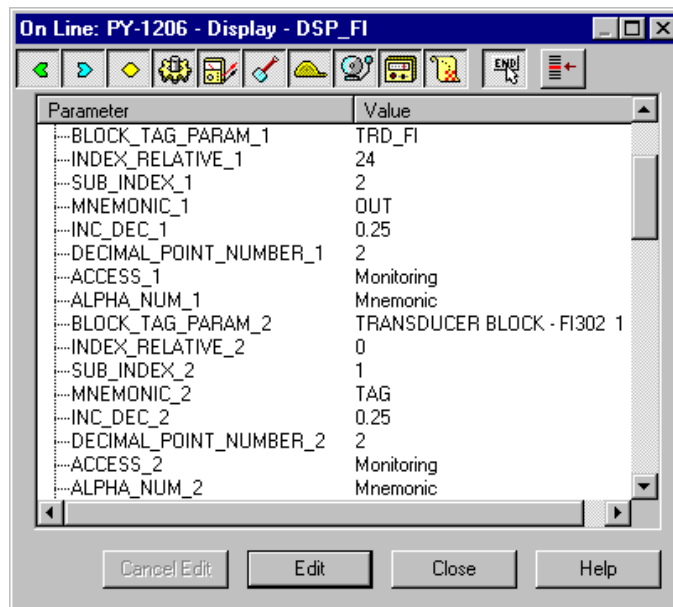 On Line: PY-1206 - Display - DSP_FI
END
Parameter Value
BLOCK_TAG_PARAM_1 TRD_FI
INDEX_RELATIVE_1 24
SUB_INDEX_1 2
MNEMONIC_1 OUT
INC_DEC_1 0.25
DECIMAL_POINT_NUMBER_1 2
ACCESS_1 Monitoring
ALPHA_NUM_1 Mnemonic
BLOCK_TAG_PARAM_2 TRANSDUCER BLOCK - FI302 1
INDEX_RELATIVE_2 0
SUB_INDEX_2 1
MNEMONIC_2 TAG
INC_DEC_2 0.25
DECIMAL_POINT_NUMBER_2 2
ACCESS_2 Monitoring
ALPHA_NUM_2 Mnemonic
Cancel Edit Edit Close Help